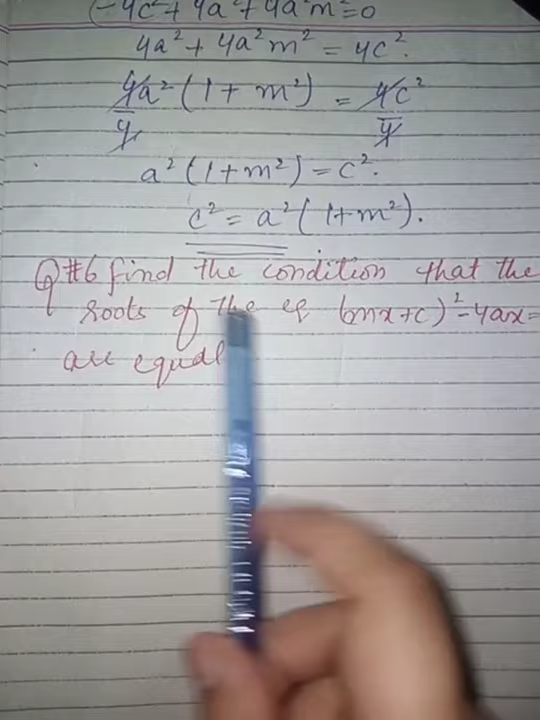 -4c²+4a²+4a²m²=0
4a²+4a²m² = 4c².
4a²(1+m²) = 4c²
4 4
a²(1+m²) = c².
c² = a²(1+m²).
Q#6 find the condition that the
roots of the eq (mx+c)²-4ax=
are equal